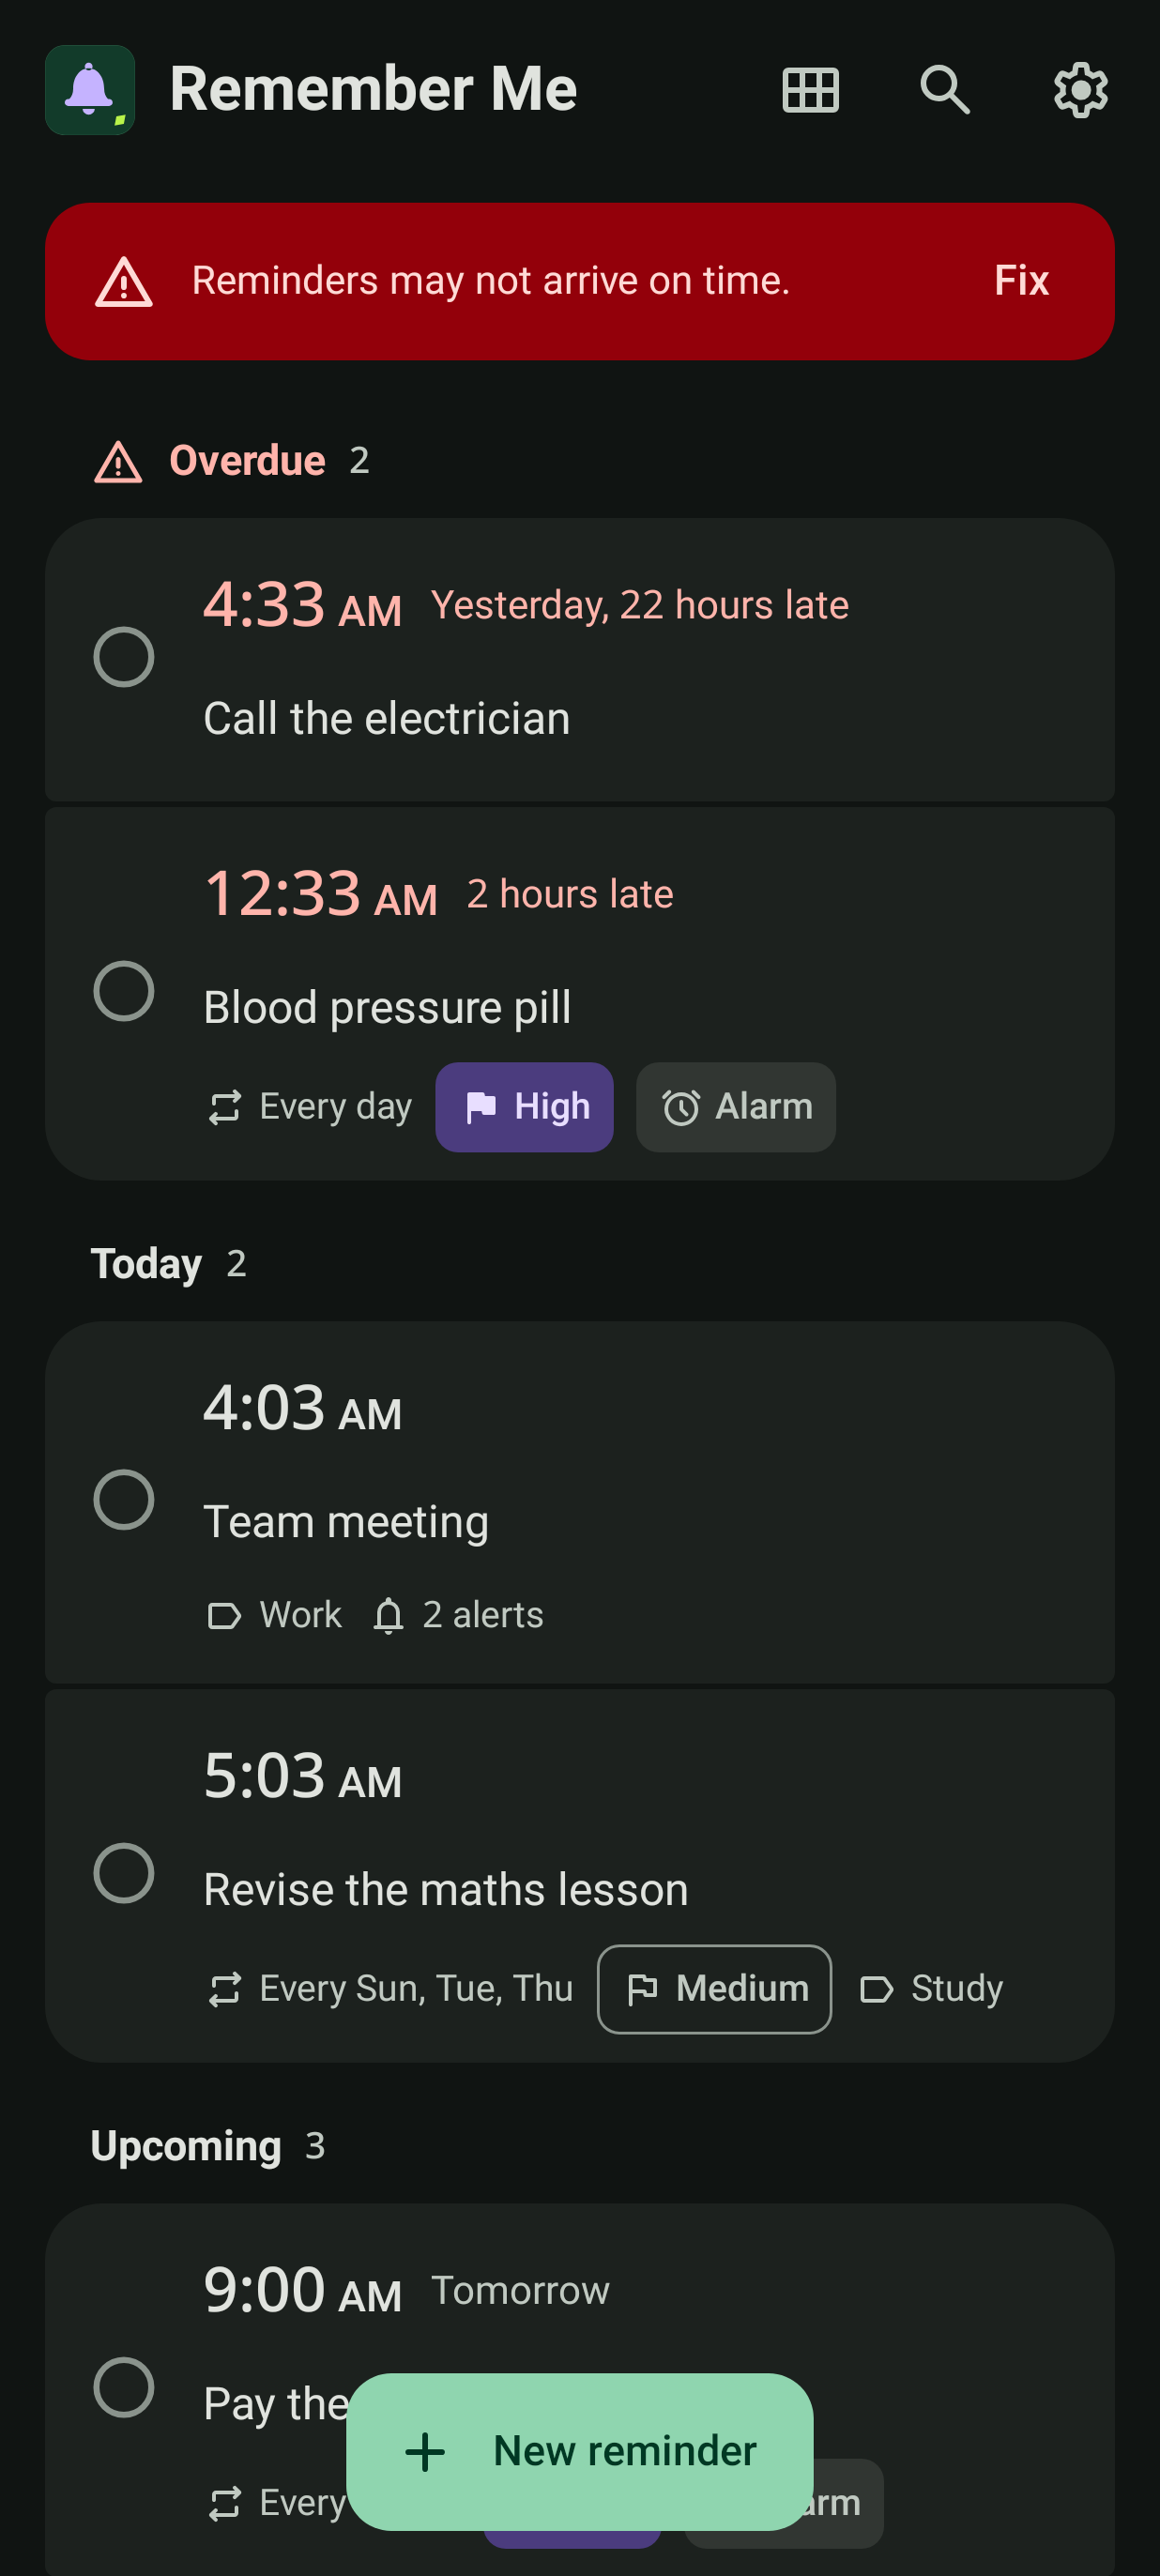 Remember Me
Reminders may not arrive on time. Fix
Overdue 2
4:33 AM Yesterday, 22 hours late
Call the electrician
12:33 AM 2 hours late
Blood pressure pill
Every day High Alarm
Today 2
4:03 AM
Team meeting
Work 2 alerts
5:03 AM
Revise the maths lesson
Every Sun, Tue, Thu Medium Study
Upcoming 3
9:00 AM Tomorrow
Pay the
New reminder
Every